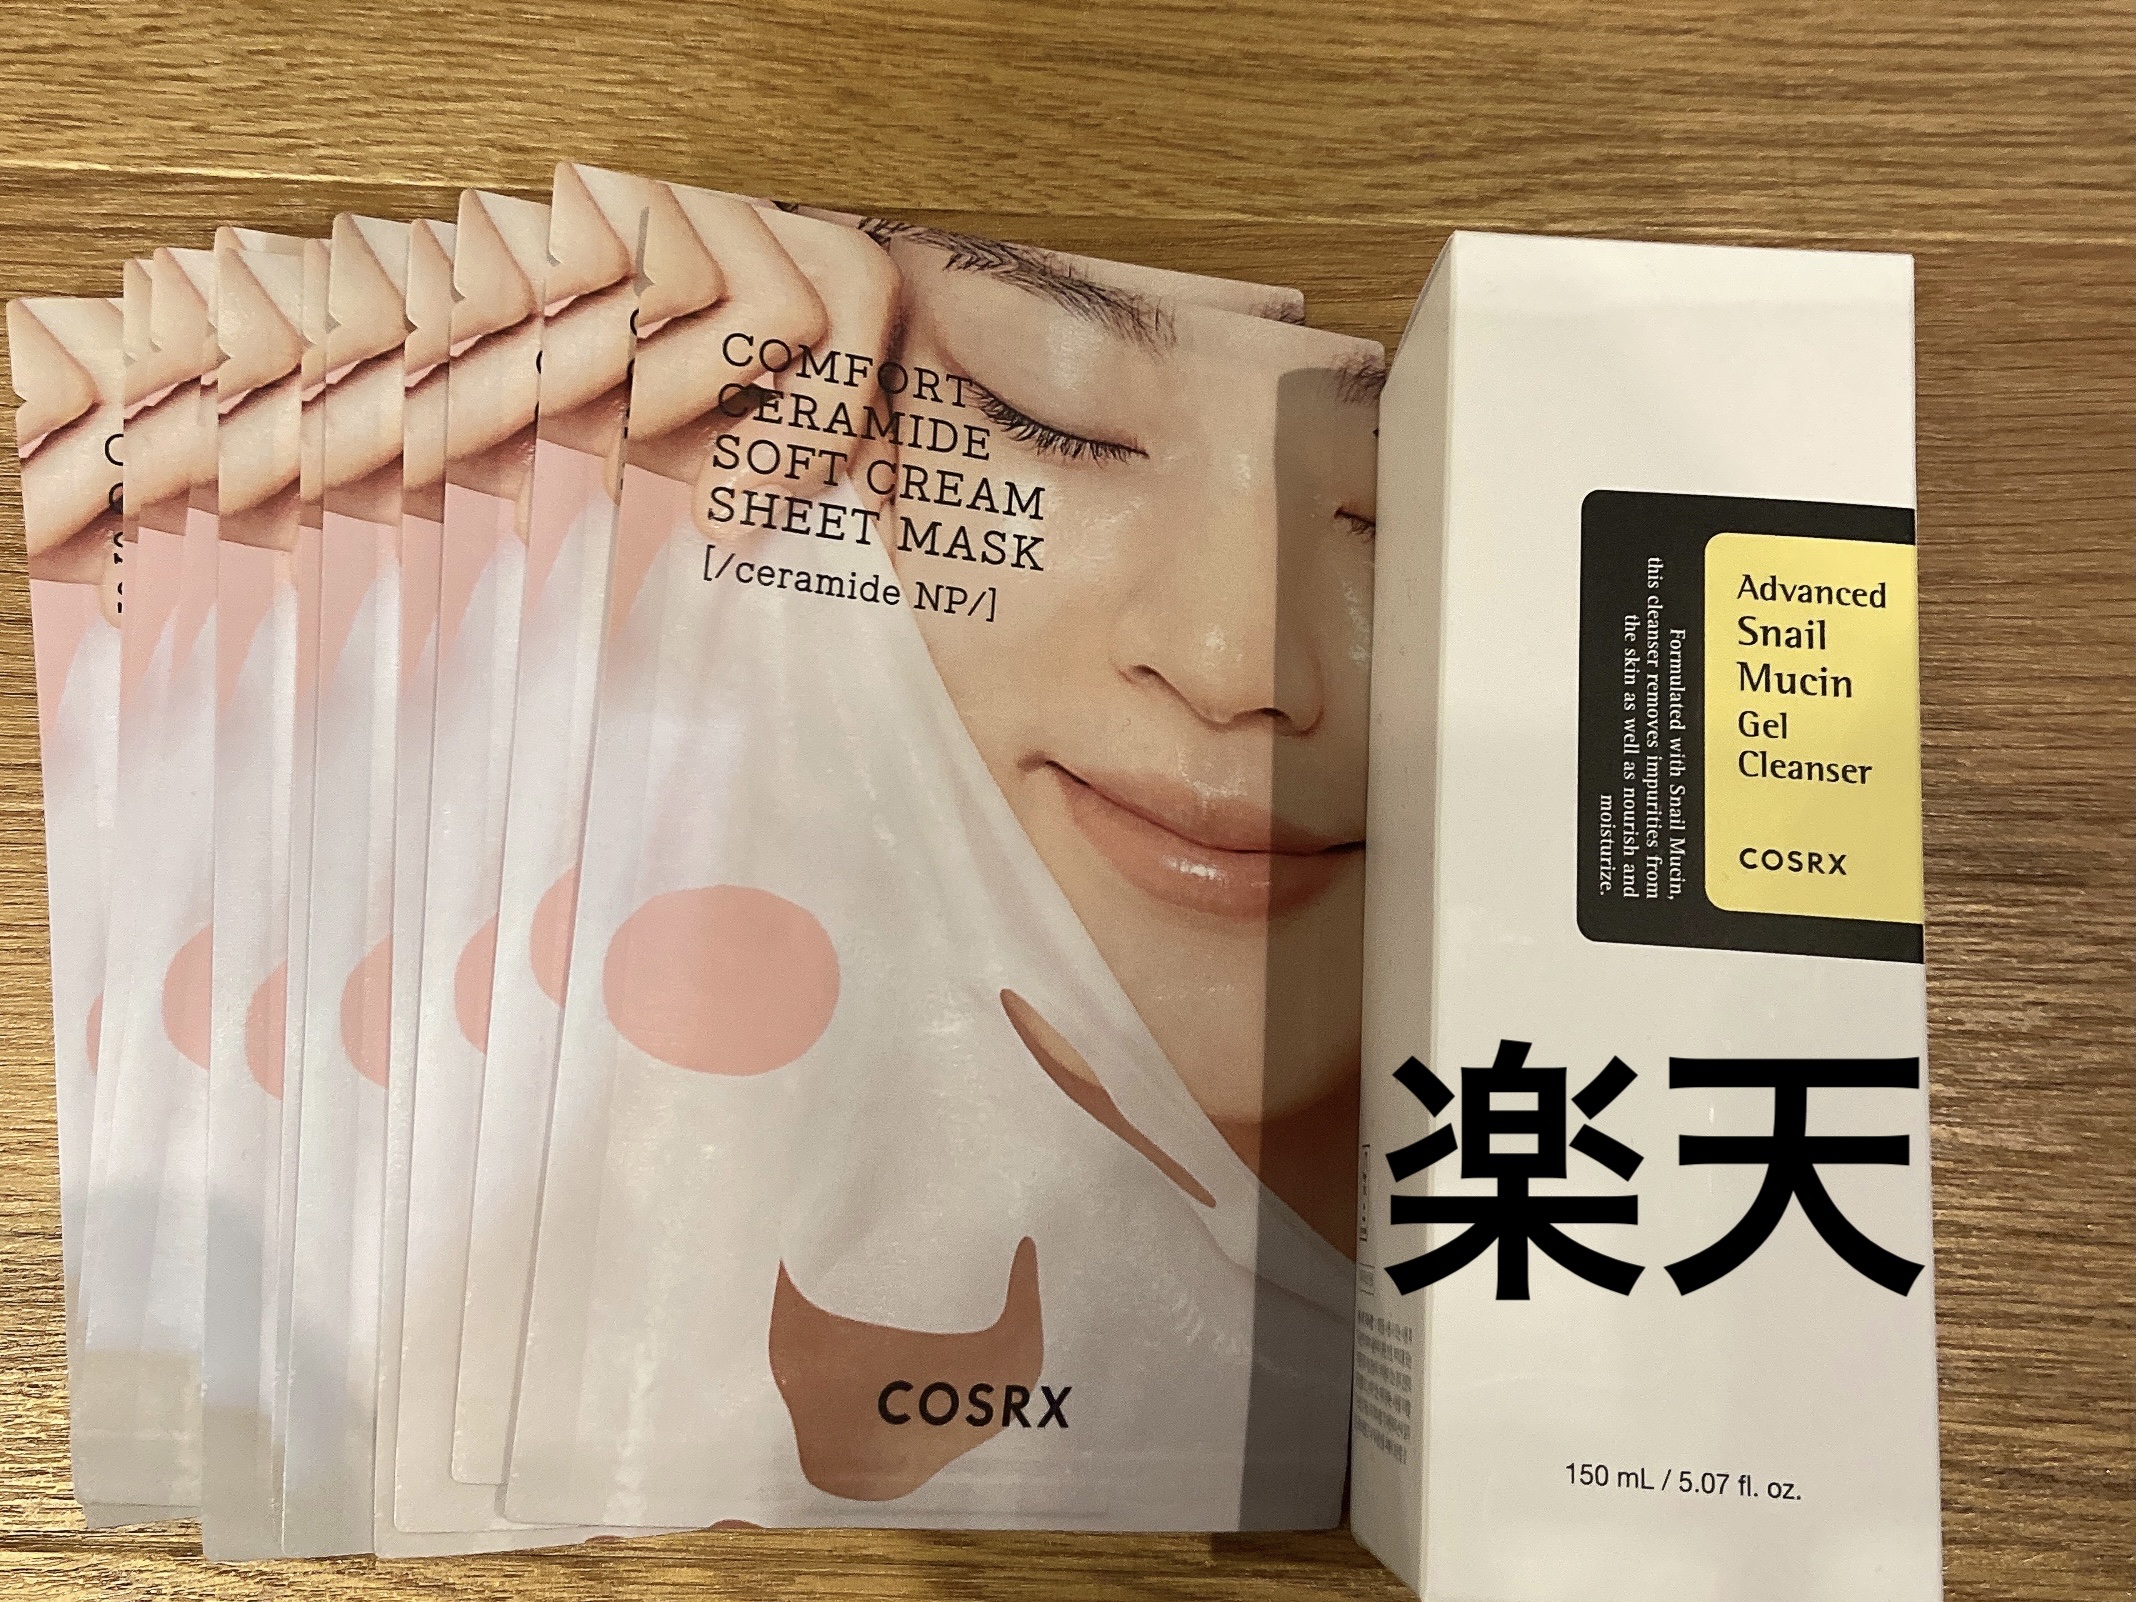 COMFORT
CERAMIDE
SOFT CREAM
SHEET MASK
[/ceramide NP/]
COSRX
Advanced
Snail
Mucin
Gel
Cleanser
COSRX
Formulated with Snail Mucin,
this cleanser removes impurities from
the skin as well as nourish and
moisturize.
楽天
150 mL / 5.07 fl. oz.